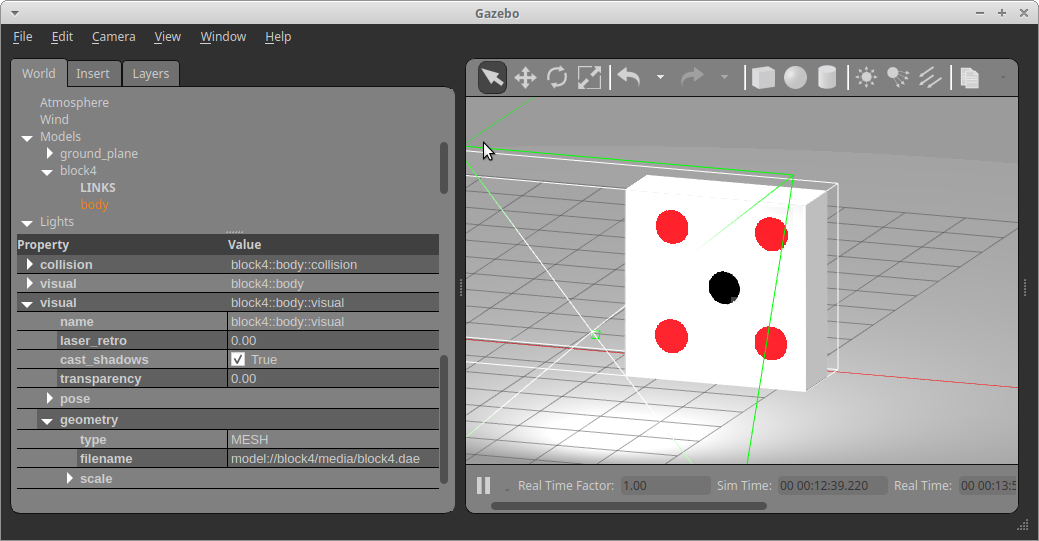 Gazebo
File Edit Camera View Window Help
World Insert Layers
Atmosphere
Wind
Models
ground_plane
block4
LINKS
body
Lights
Property Value
collision block4::body::collision
visual block4::body
visual block4::body::visual
name block4::body::visual
laser_retro 0.00
cast_shadows True
transparency 0.00
pose
geometry
type MESH
filename model://block4/media/block4.dae
scale
Real Time Factor: 1.00 Sim Time: 00 00:12:39.220 Real Time: 00 00:13:5